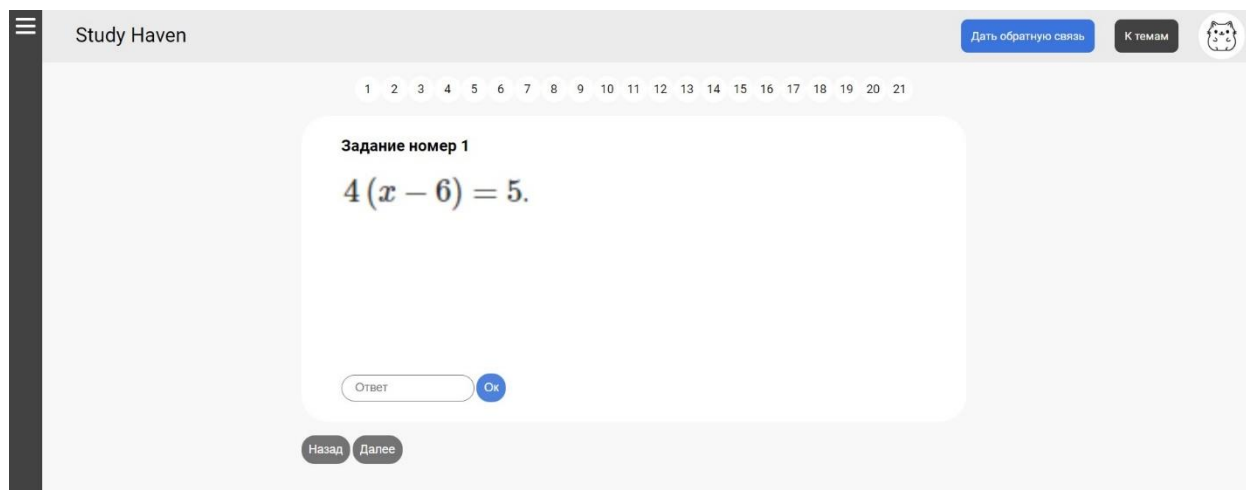 Study Haven
Дать обратную связь
К темам
1 2 3 4 5 6 7 8 9 10 11 12 13 14 15 16 17 18 19 20 21
Задание номер 1
4 (x − 6) = 5.
Ответ
Ок
Назад Далее